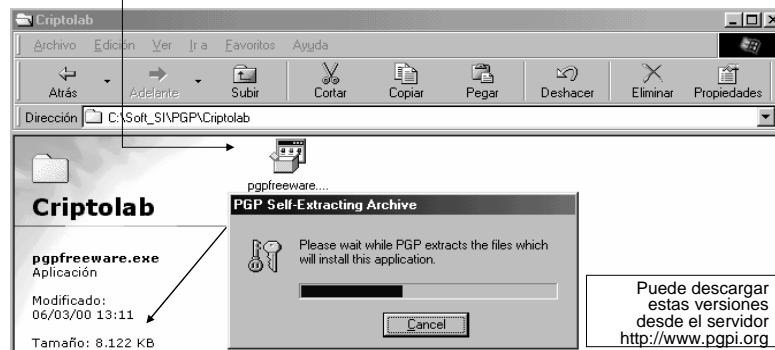 Criptolab
Archivo Edición Ver Ir a Favoritos Ayuda
Atrás Adelante Subir Cortar Copiar Pegar Deshacer Eliminar Propiedades
Dirección C:\Soft_SI\PGP\Criptolab
pgpfreeware....
Criptolab
pgpfreeware.exe
Aplicación
Modificado:
06/03/00 13:11
Tamaño: 8.122 KB
PGP Self-Extracting Archive
Please wait while PGP extracts the files which
will install this application.
Cancel
Puede descargar
estas versiones
desde el servidor
http://www.pgpi.org